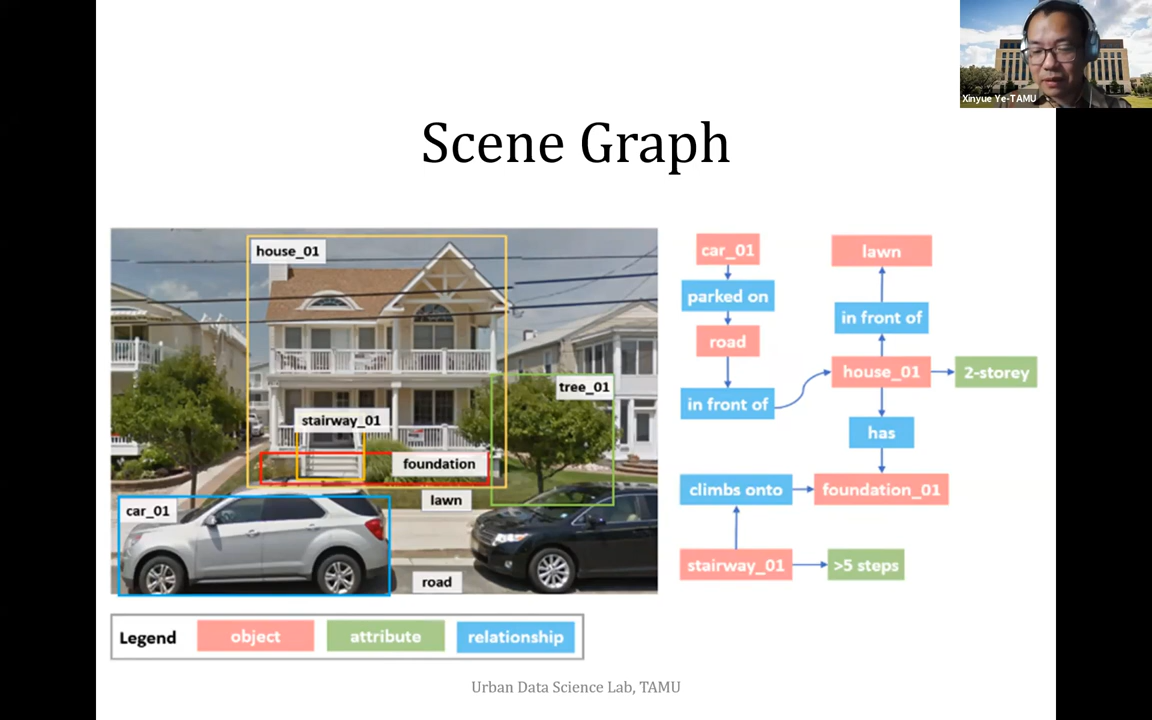 Xinyue Ye-TAMU
Scene Graph
house_01
tree_01
stairway_01
foundation
lawn
car_01
road
car_01
parked on
road
in front of
lawn
in front of
house_01
2-storey
has
climbs onto
foundation_01
stairway_01
>5 steps
Legend
object
attribute
relationship
Urban Data Science Lab, TAMU